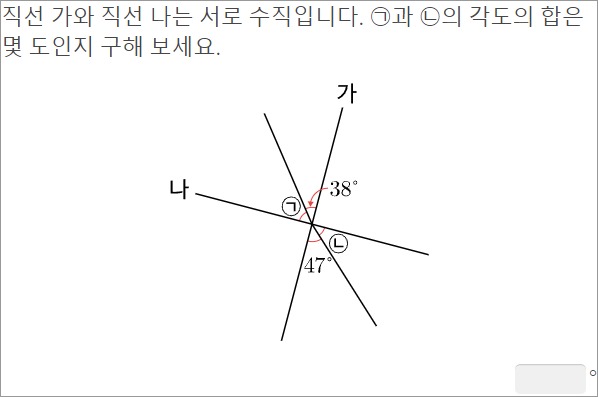 직선 가와 직선 나는 서로 수직입니다. ㉠과 ㉡의 각도의 합은
몇 도인지 구해 보세요.
가
나
38°
㉠
㉡
47°
°